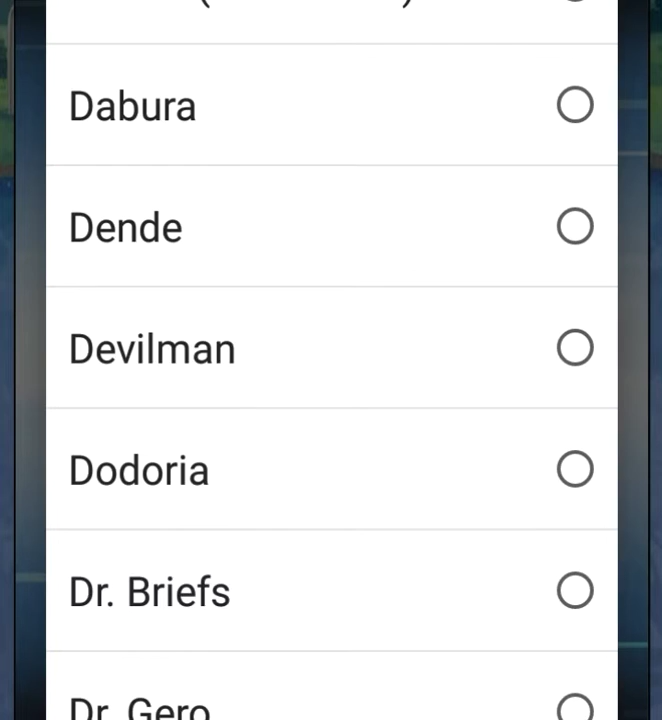 Dabura
Dende
Devilman
Dodoria
Dr. Briefs
Dr. Gero